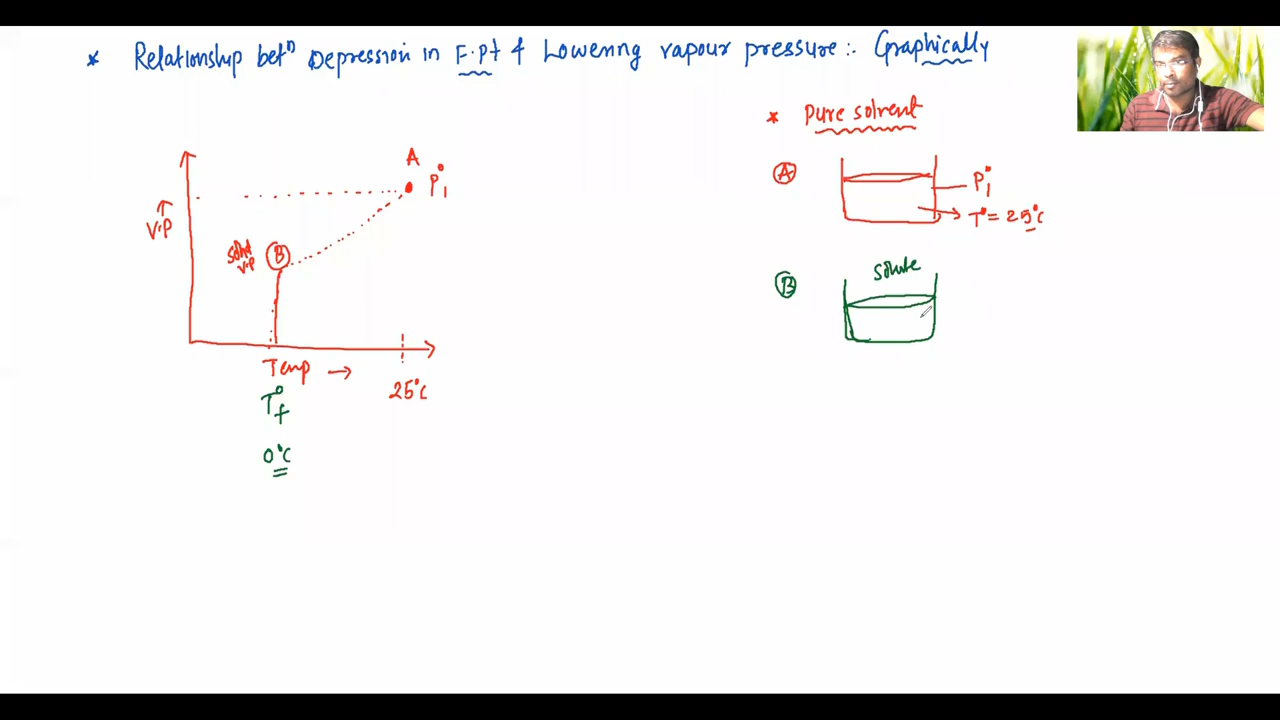 * Relationship betⁿ Depression in F.Pt & Lowering vapour pressure:- Graphically
* Pure solvent
A
P₁°
V.P
Solid
V.P
B
Temp →
25°C
T°f
0°C
A
P₁°
T° = 25°C
B
Solute